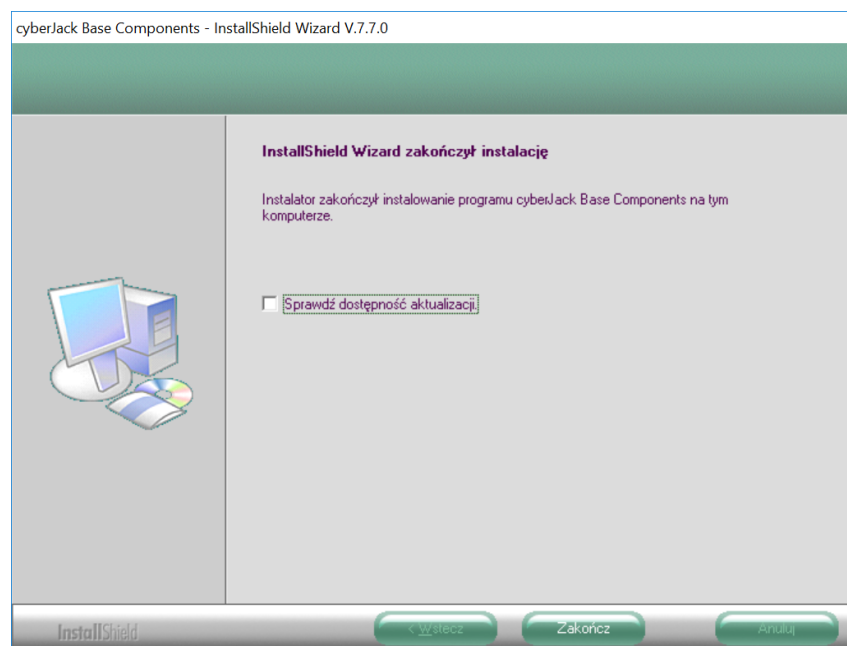 cyberJack Base Components - InstallShield Wizard V.7.7.0
InstallShield Wizard zakończył instalację
Instalator zakończył instalowanie programu cyberJack Base Components na tym
komputerze.
Sprawdź dostępność aktualizacji.
InstallShield
< Wstecz
Zakończ
Anuluj